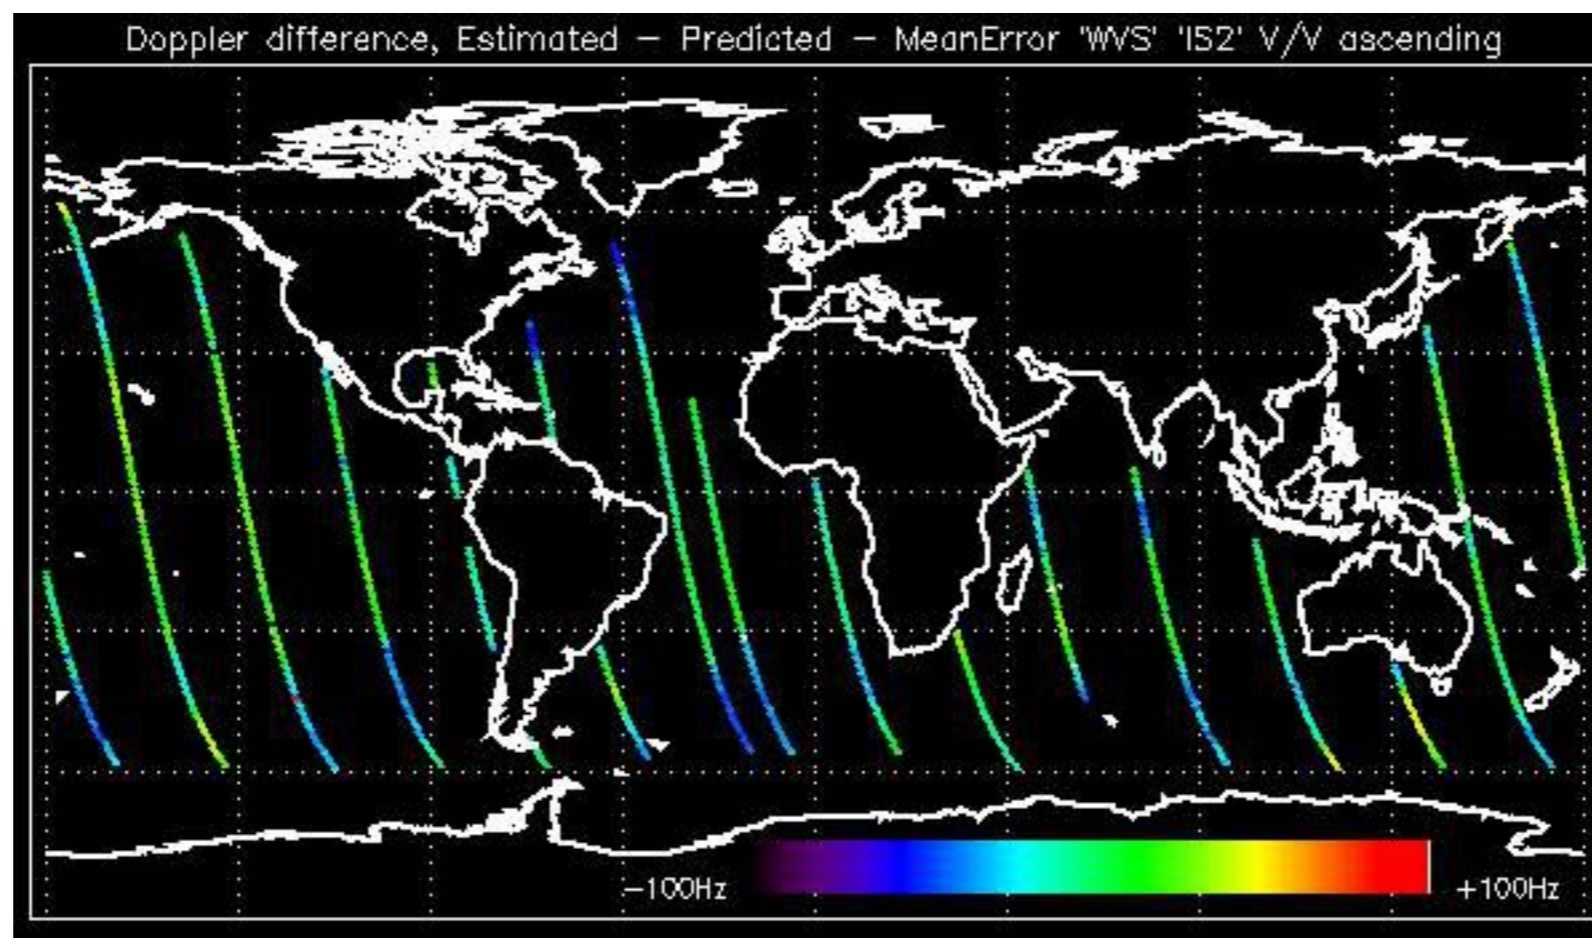 Doppler difference, Estimated – Predicted – MeanError 'WVS' 'IS2' V/V ascending
−100Hz
+100Hz